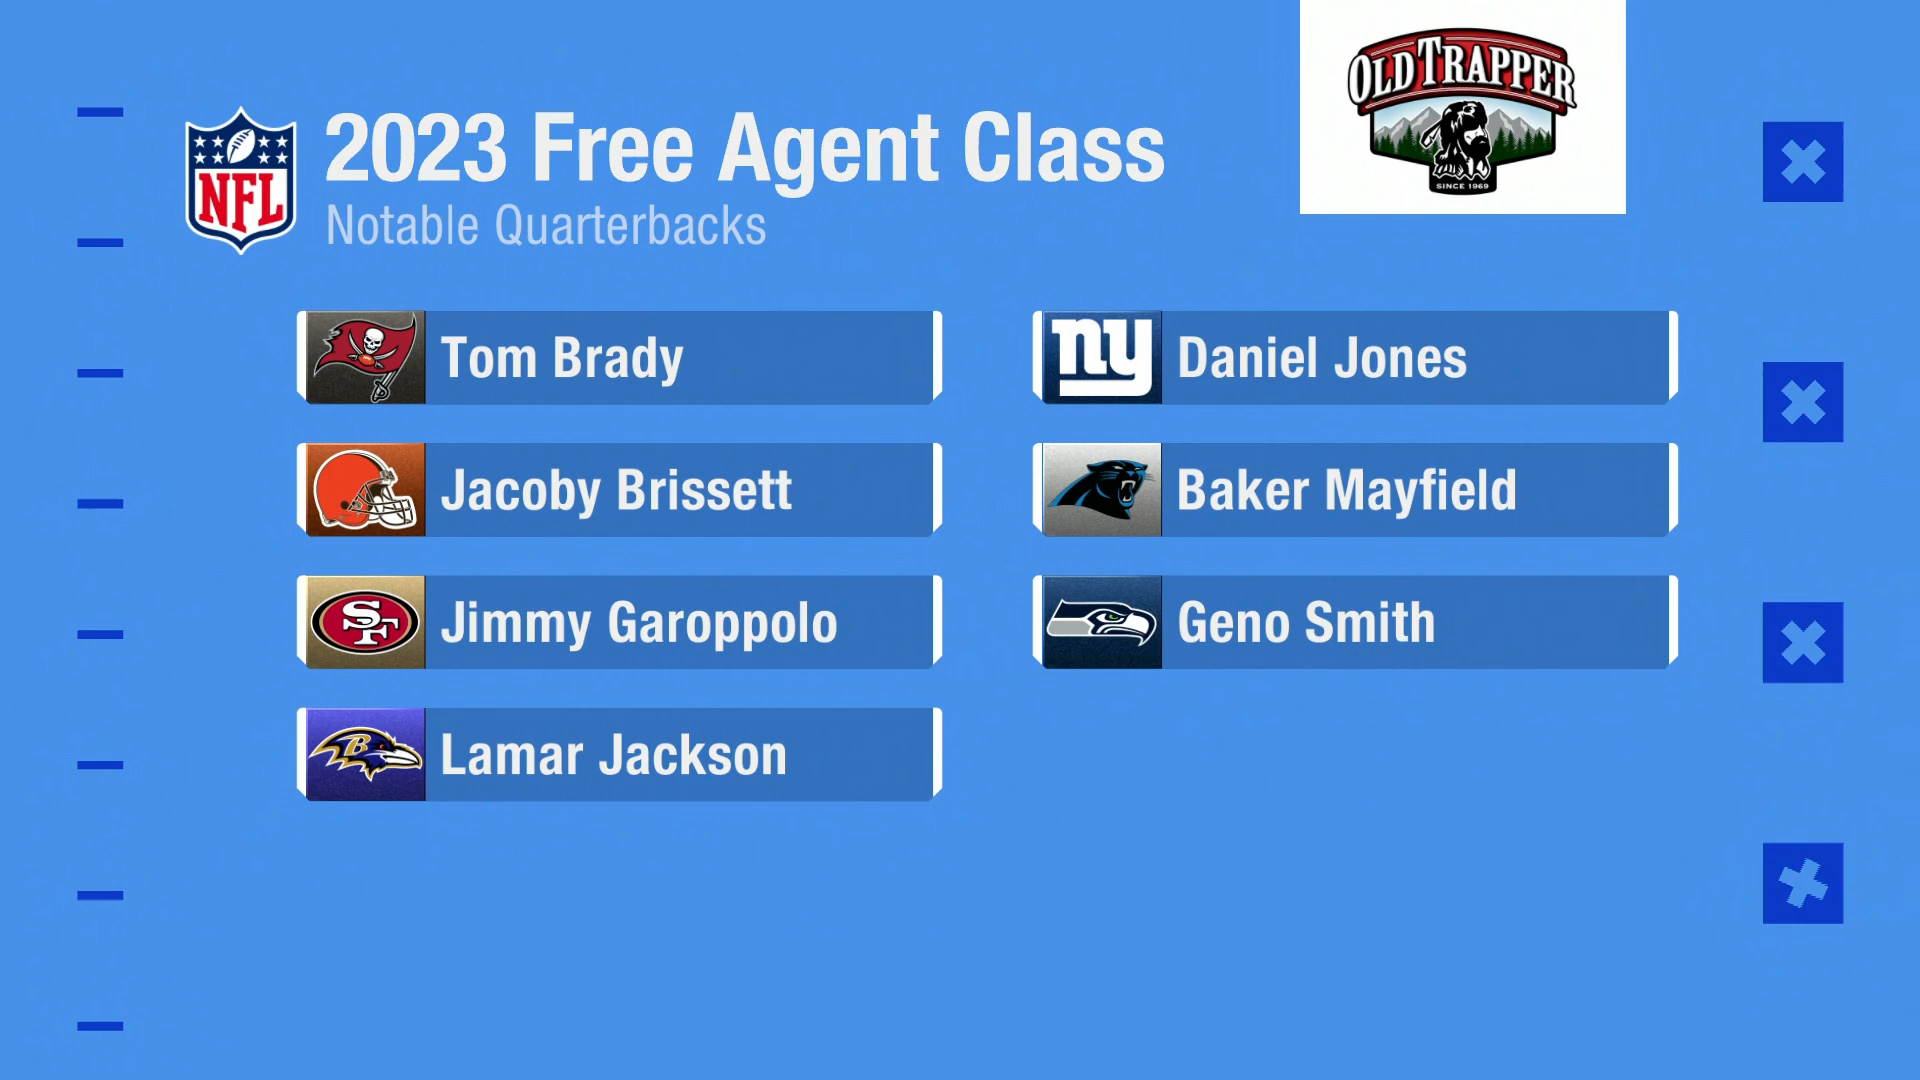 2023 Free Agent Class
Notable Quarterbacks
NFL
OLD TRAPPER
SINCE 1969
Tom Brady
Jacoby Brissett
Jimmy Garoppolo
SF
B
Lamar Jackson
ny
Daniel Jones
Baker Mayfield
Geno Smith